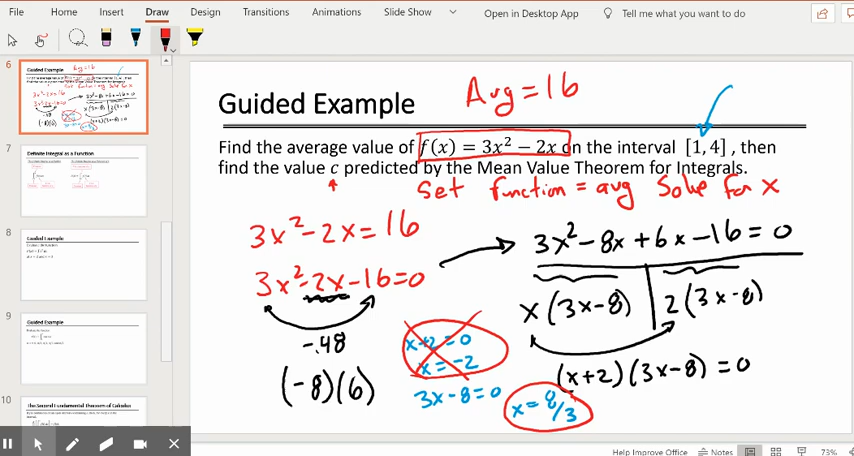 File Home Insert Draw Design Transitions Animations Slide Show Open in Desktop App Tell me what you want to do
6
7
8
9
10
Guided Example
Definite Integral as a Function
Guided Example
Guided Example
The Second Fundamental Theorem of Calculus
Guided Example
Avg = 16
Find the average value of f(x) = 3x² − 2x on the interval [1, 4] , then
find the value c predicted by the Mean Value Theorem for Integrals.
Set function = avg Solve for x
3x² - 2x = 16
3x² - 2x - 16 = 0
-48
(-8)(6)
x+2 = 0
x = -2
3x - 8 = 0
x = 8/3
3x² - 8x + 6x - 16 = 0
x(3x-8) 2(3x-8)
(x+2)(3x-8) = 0
Help Improve Office Notes 73%